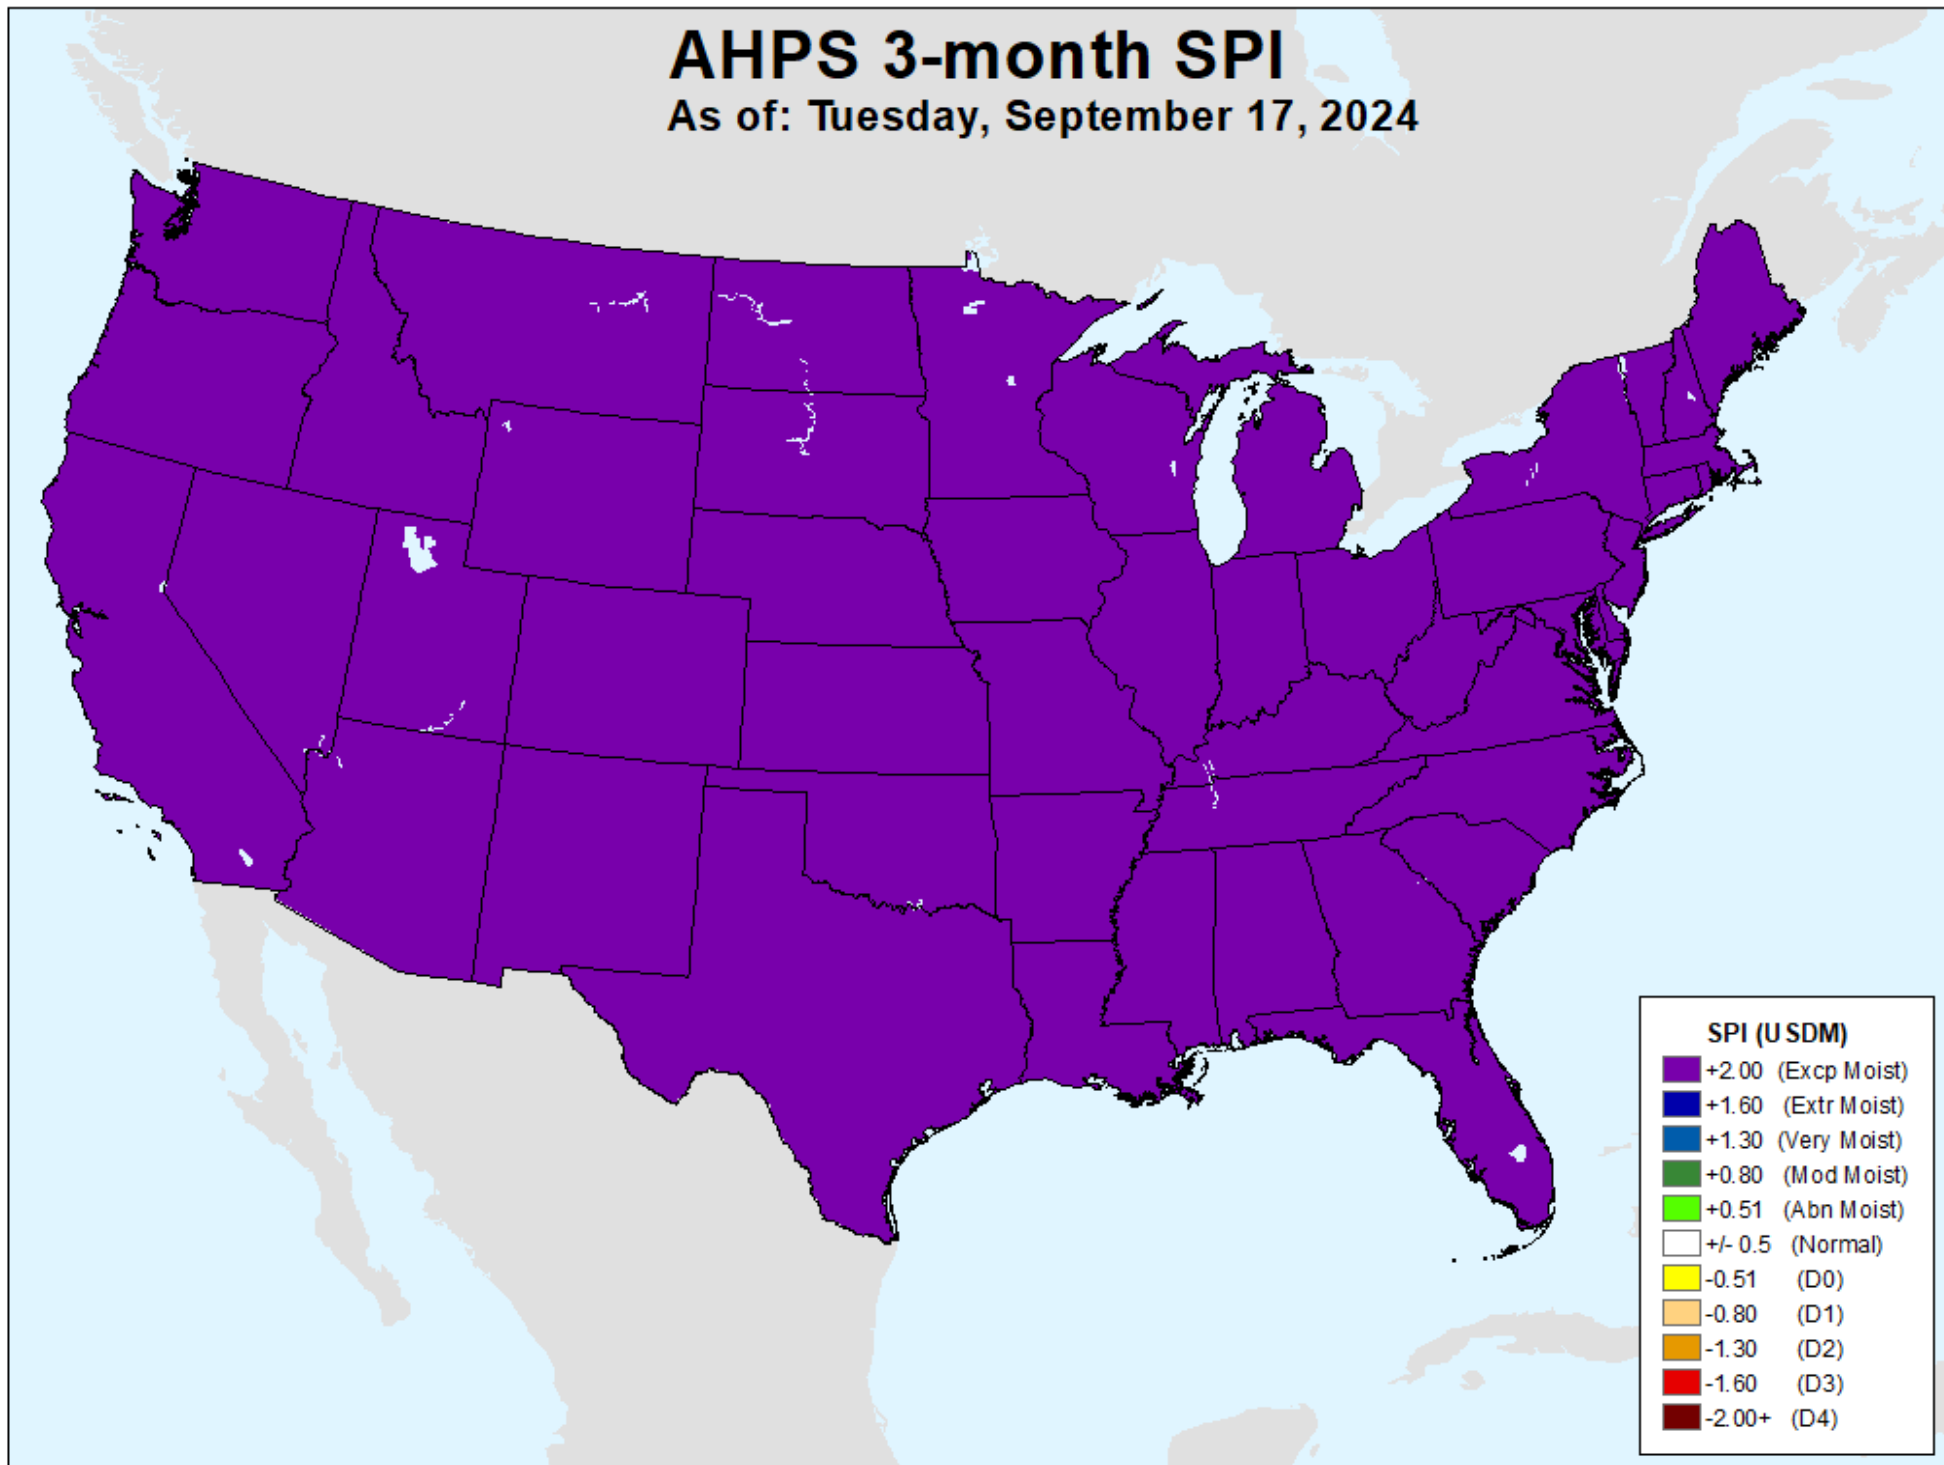 AHPS 3-month SPI
As of: Tuesday, September 17, 2024
SPI (USDM)
+2.00 (Excp Moist)
+1.60 (Extr Moist)
+1.30 (Very Moist)
+0.80 (Mod Moist)
+0.51 (Abn Moist)
+/- 0.5 (Normal)
-0.51 (D0)
-0.80 (D1)
-1.30 (D2)
-1.60 (D3)
-2.00+ (D4)